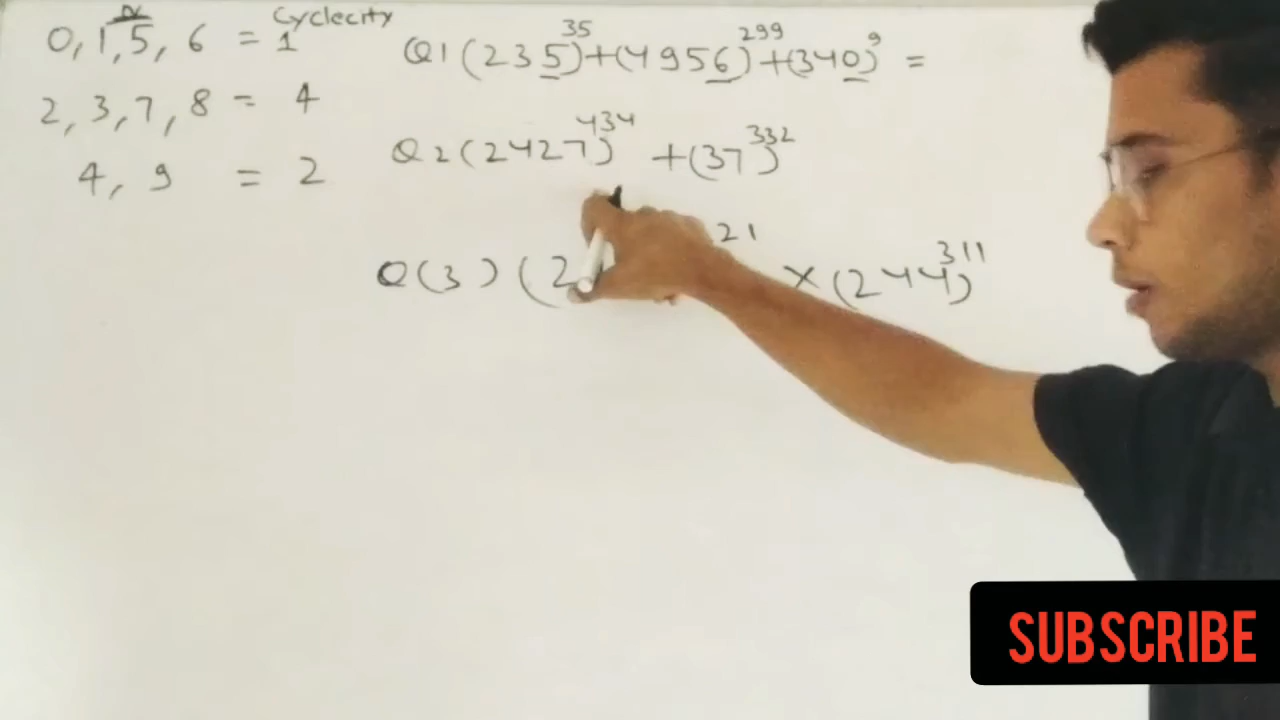 Cyclecity
0, 1, 5, 6 = 1
2, 3, 7, 8 = 4
4, 9 = 2
Q1 (235)^35 + (4956)^299 + (340)^9 =
Q2 (2427)^434 + (37)^332
Q(3) (2 21 × (244)^311
SUBSCRIBE